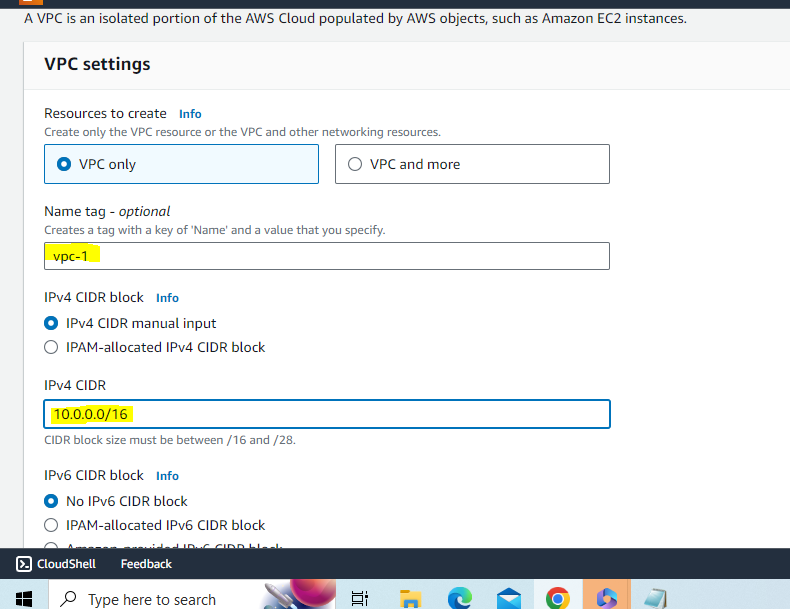 A VPC is an isolated portion of the AWS Cloud populated by AWS objects, such as Amazon EC2 instances.
VPC settings
Resources to create Info
Create only the VPC resource or the VPC and other networking resources.
VPC only VPC and more
Name tag - optional
Creates a tag with a key of 'Name' and a value that you specify.
vpc-1
IPv4 CIDR block Info
IPv4 CIDR manual input
IPAM-allocated IPv4 CIDR block
IPv4 CIDR
10.0.0.0/16
CIDR block size must be between /16 and /28.
IPv6 CIDR block Info
No IPv6 CIDR block
IPAM-allocated IPv6 CIDR block
Amazon-provided IPv6 CIDR block
CloudShell Feedback
Type here to search